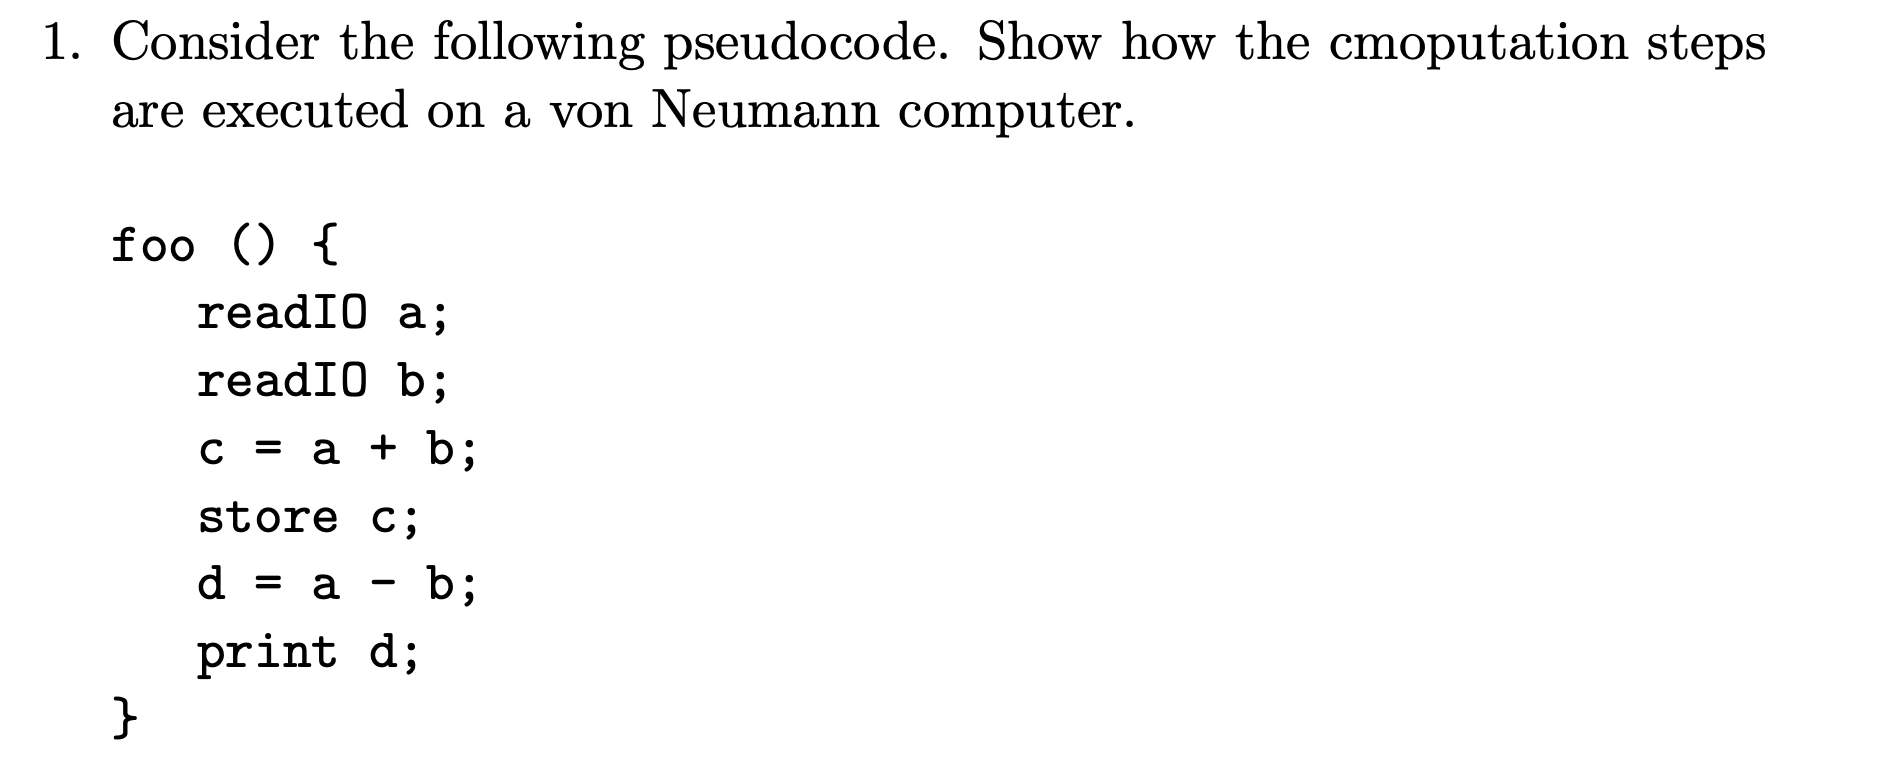 1. Consider the following pseudocode. Show how the cmoputation steps
are executed on a von Neumann computer.
foo () {
readIO a;
readIO b;
c = a + b;
store c;
d = a - b;
print d;
}